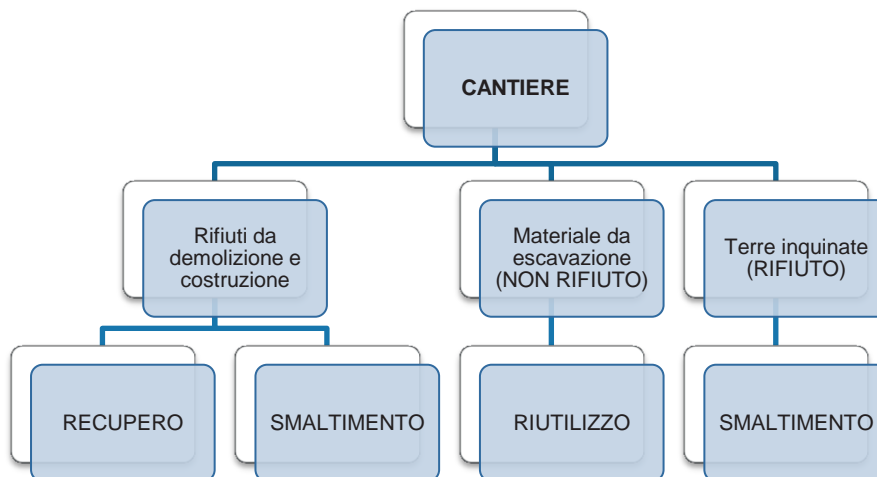 CANTIERE
Rifiuti da
demolizione e
costruzione
Materiale da
escavazione
(NON RIFIUTO)
Terre inquinate
(RIFIUTO)
RECUPERO
SMALTIMENTO
RIUTILIZZO
SMALTIMENTO